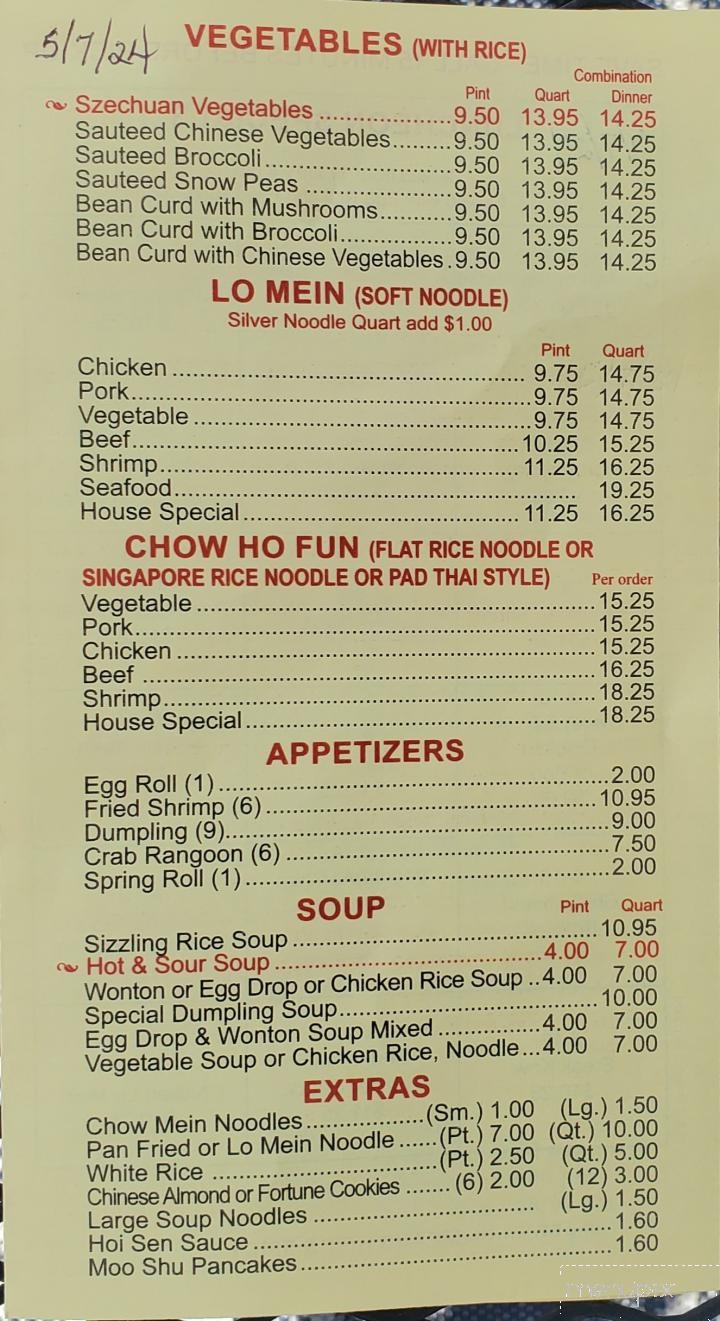 5/7/24
VEGETABLES (WITH RICE)
Combination
Pint Quart Dinner
Szechuan Vegetables ....................9.50 13.95 14.25
Sauteed Chinese Vegetables.........9.50 13.95 14.25
Sauteed Broccoli.............................9.50 13.95 14.25
Sauteed Snow Peas ......................9.50 13.95 14.25
Bean Curd with Mushrooms...........9.50 13.95 14.25
Bean Curd with Broccoli.................9.50 13.95 14.25
Bean Curd with Chinese Vegetables.9.50 13.95 14.25
LO MEIN (SOFT NOODLE)
Silver Noodle Quart add $1.00
Pint Quart
Chicken ...................................................... 9.75 14.75
Pork.............................................................9.75 14.75
Vegetable ...................................................9.75 14.75
Beef...........................................................10.25 15.25
Shrimp.......................................................11.25 16.25
Seafood............................................................ 19.25
House Special..........................................11.25 16.25
CHOW HO FUN (FLAT RICE NOODLE OR
SINGAPORE RICE NOODLE OR PAD THAI STYLE) Per order
Vegetable ............................................................15.25
Pork......................................................................15.25
Chicken ................................................................15.25
Beef .....................................................................16.25
Shrimp..................................................................18.25
House Special.....................................................18.25
APPETIZERS
Egg Roll (1)...........................................................2.00
Fried Shrimp (6)..................................................10.95
Dumpling (9)..........................................................9.00
Crab Rangoon (6) .................................................7.50
Spring Roll (1)........................................................2.00
SOUP Pint Quart
Sizzling Rice Soup ..............................................10.95
Hot & Sour Soup .........................................4.00 7.00
Wonton or Egg Drop or Chicken Rice Soup ..4.00 7.00
Special Dumpling Soup.......................................10.00
Egg Drop & Wonton Soup Mixed ................4.00 7.00
Vegetable Soup or Chicken Rice, Noodle...4.00 7.00
EXTRAS
Chow Mein Noodles..................(Sm.) 1.00 (Lg.) 1.50
Pan Fried or Lo Mein Noodle ......(Pt.) 7.00 (Qt.) 10.00
White Rice ..................................(Pt.) 2.50 (Qt.) 5.00
Chinese Almond or Fortune Cookies ....... (6) 2.00 (12) 3.00
Large Soup Noodles .................................. (Lg.) 1.50
Hoi Sen Sauce ......................................................1.60
Moo Shu Pancakes................................................1.60
menupix